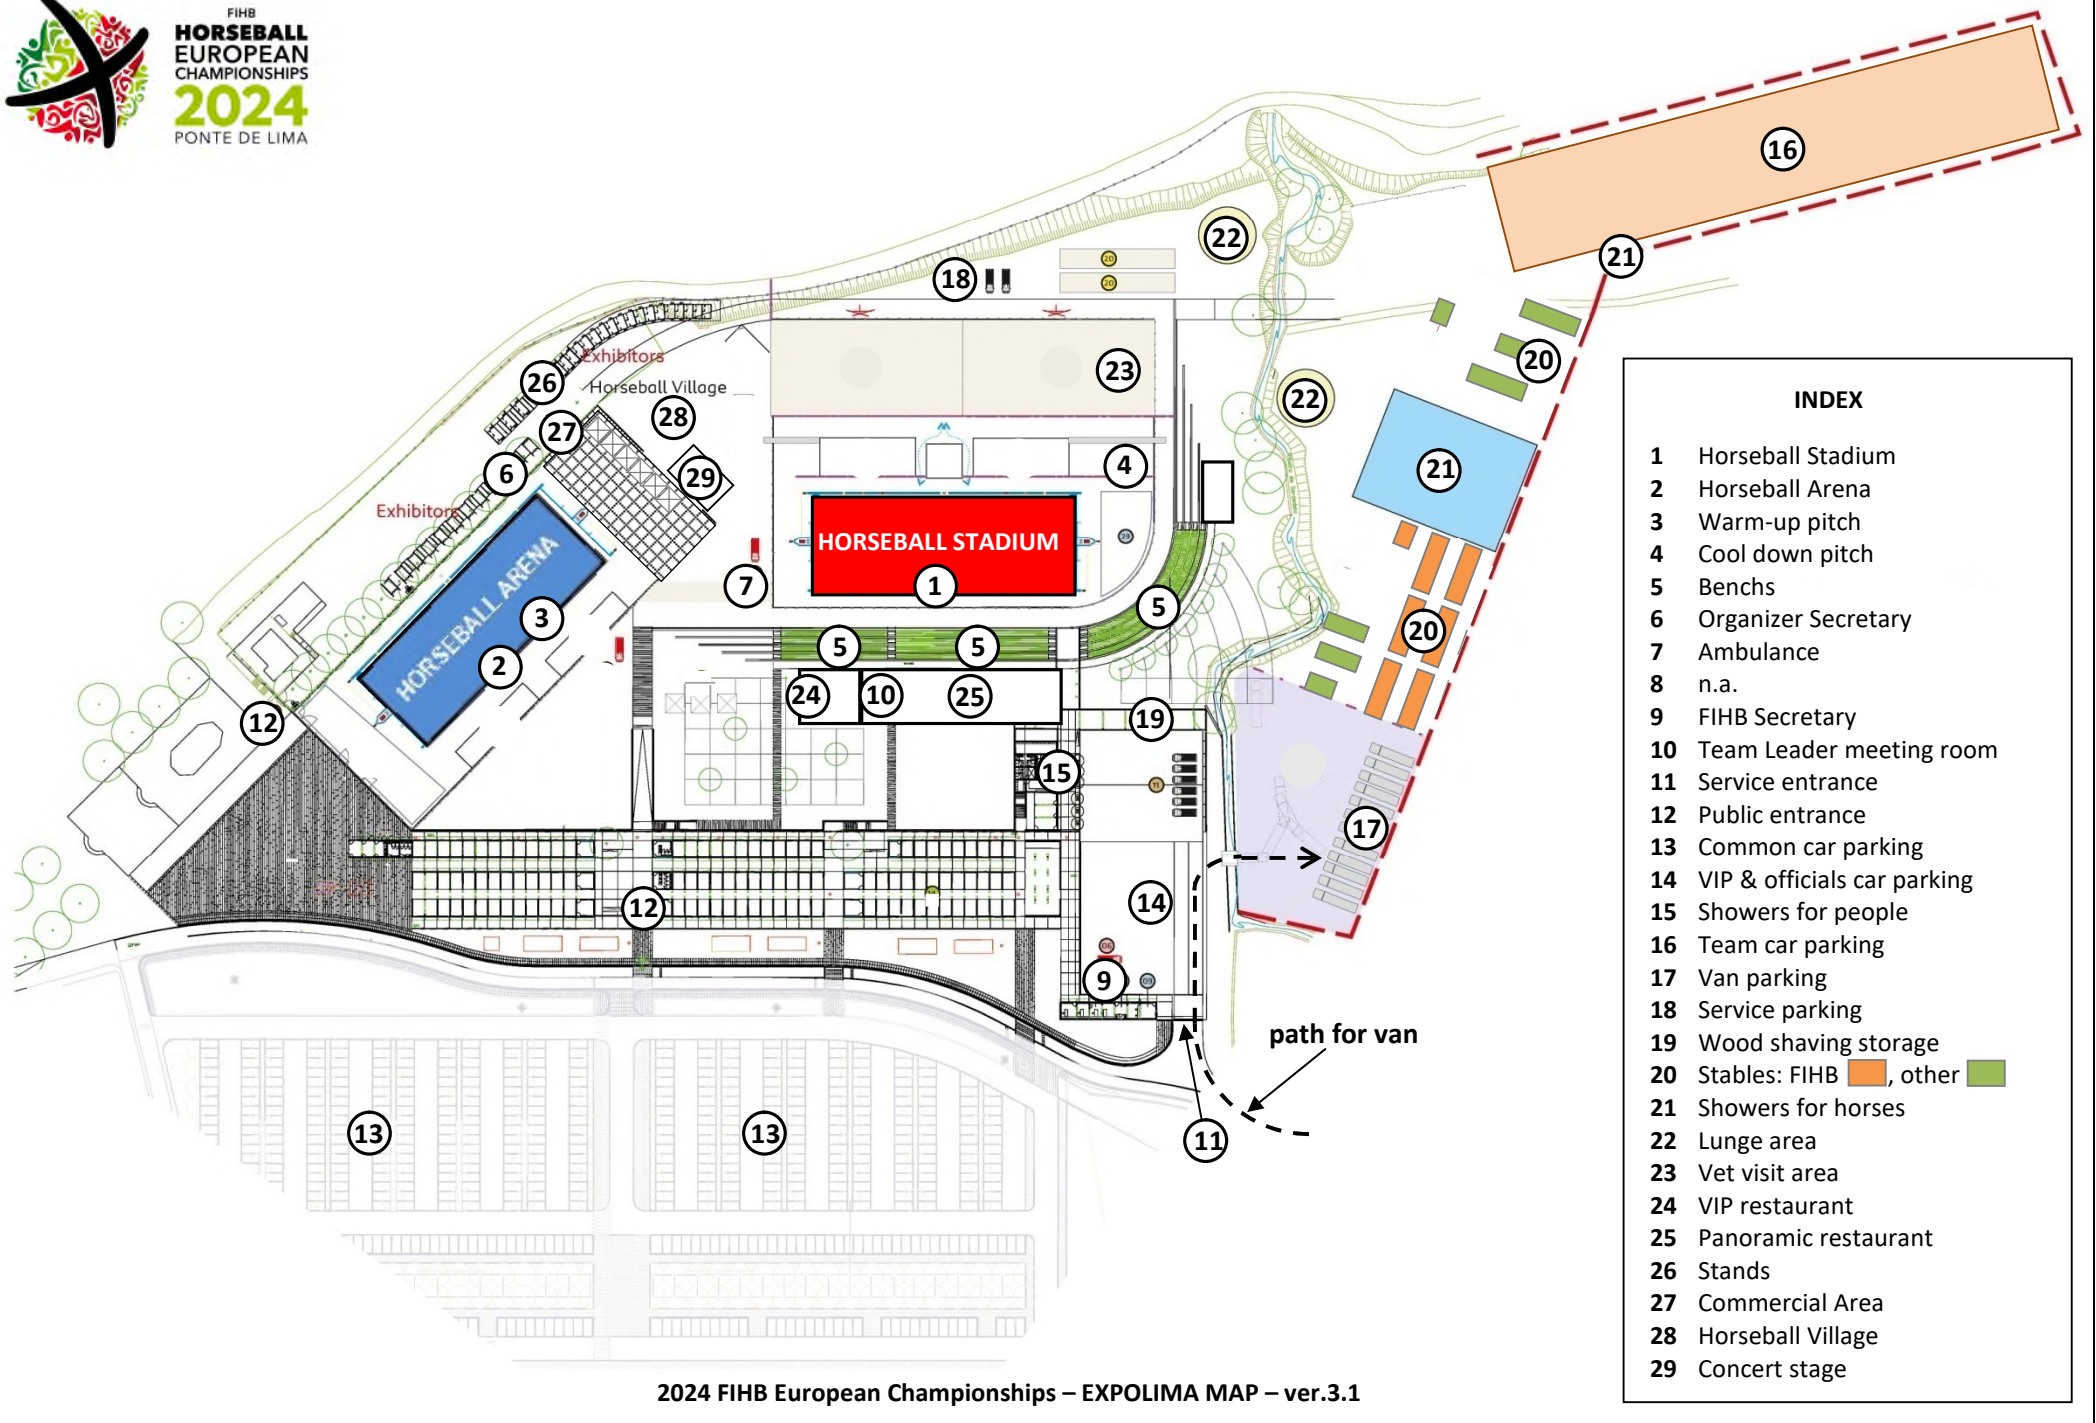 FIHB
HORSEBALL
EUROPEAN
CHAMPIONSHIPS
2024
PONTE DE LIMA
16
22
21
20
18
20
23
20
Exhibitors
26
Horseball Village
28
27
22
6
29
4
21
Exhibitors
29
HORSEBALL STADIUM
HORSEBALL ARENA
7
1
5
3
5
5
20
2
24
10
25
12
19
15
11
17
12
14
06
9
09
path for van
13
13
11
INDEX
1 Horseball Stadium
2 Horseball Arena
3 Warm-up pitch
4 Cool down pitch
5 Benchs
6 Organizer Secretary
7 Ambulance
8 n.a.
9 FIHB Secretary
10 Team Leader meeting room
11 Service entrance
12 Public entrance
13 Common car parking
14 VIP & officials car parking
15 Showers for people
16 Team car parking
17 Van parking
18 Service parking
19 Wood shaving storage
20 Stables: FIHB , other
21 Showers for horses
22 Lunge area
23 Vet visit area
24 VIP restaurant
25 Panoramic restaurant
26 Stands
27 Commercial Area
28 Horseball Village
29 Concert stage
2024 FIHB European Championships – EXPOLIMA MAP – ver.3.1